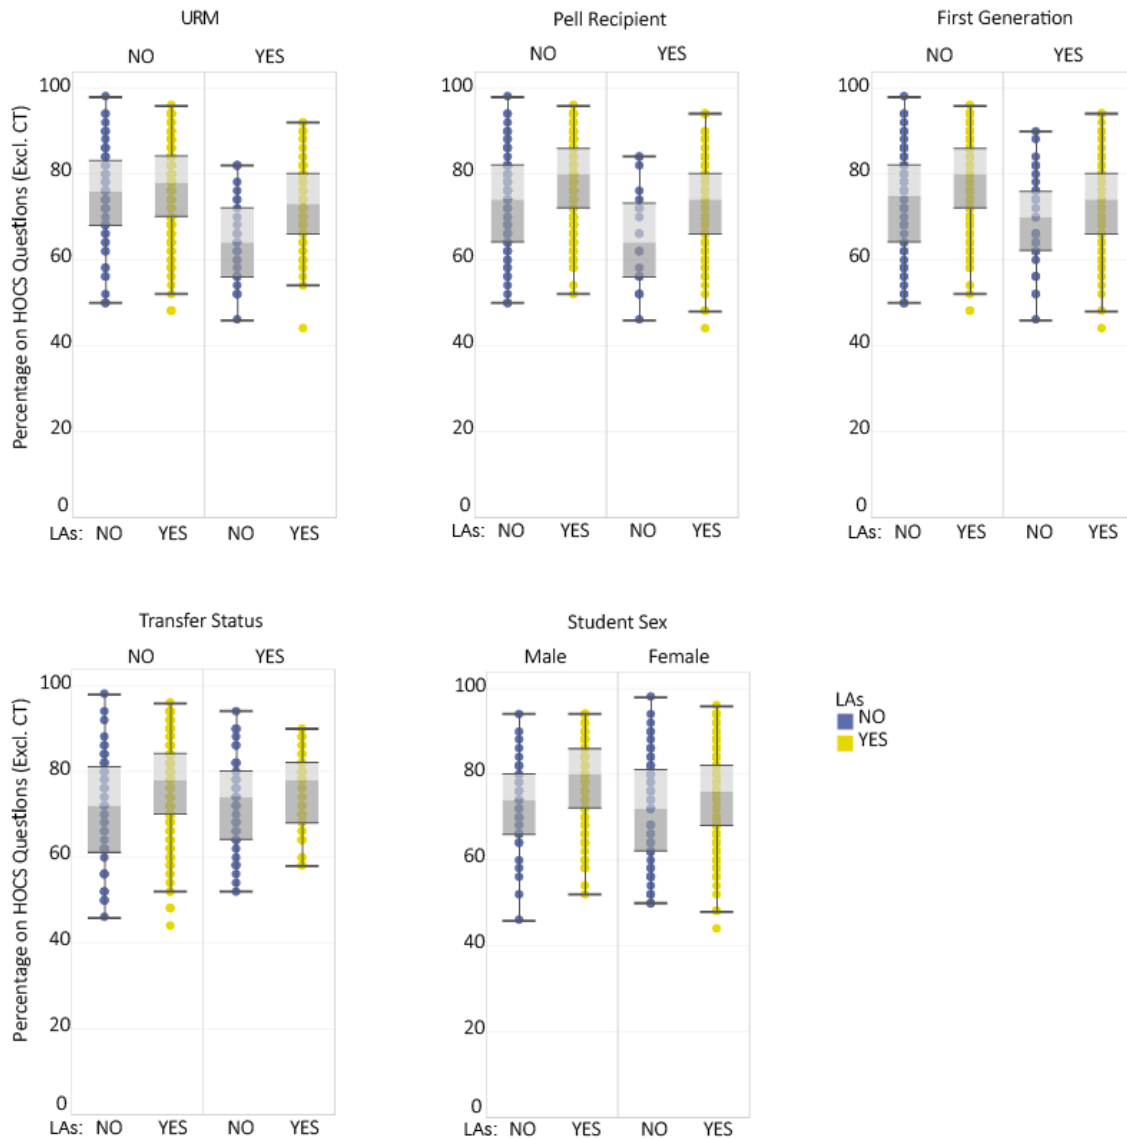 URM
NO YES
Percentage on HOCS Questions (Excl. CT)
100
80
60
40
20
0
LAs: NO YES NO YES
Pell Recipient
NO YES
100
80
60
40
20
0
LAs: NO YES NO YES
First Generation
NO YES
100
80
60
40
20
0
LAs: NO YES NO YES
Transfer Status
NO YES
Percentage on HOCS Questions (Excl. CT)
100
80
60
40
20
0
LAs: NO YES NO YES
Student Sex
Male Female
100
80
60
40
20
0
LAs: NO YES NO YES
LAs
NO
YES